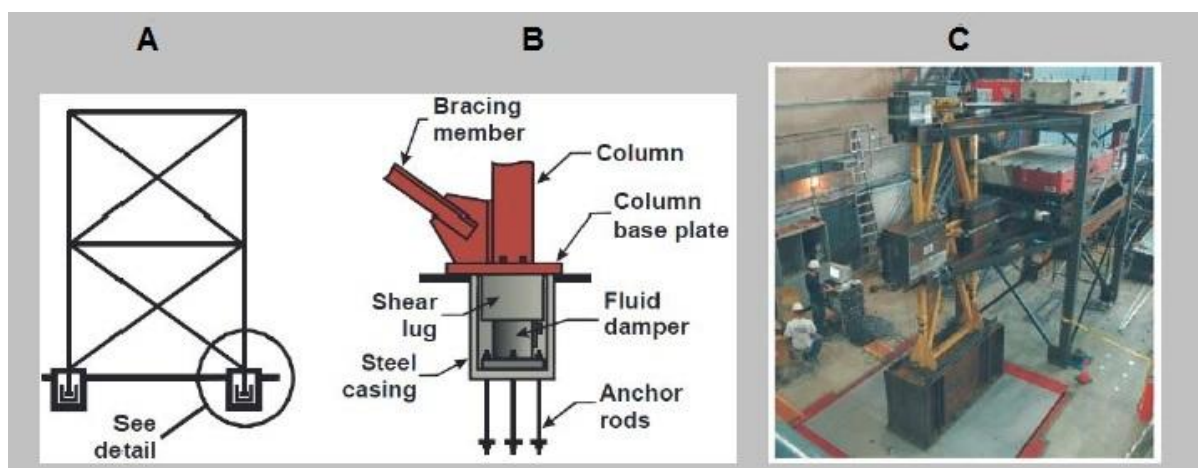 A
B
C
Bracing
member
Column
Column
base plate
Shear
lug
Fluid
damper
Steel
casing
Anchor
rods
See
detail